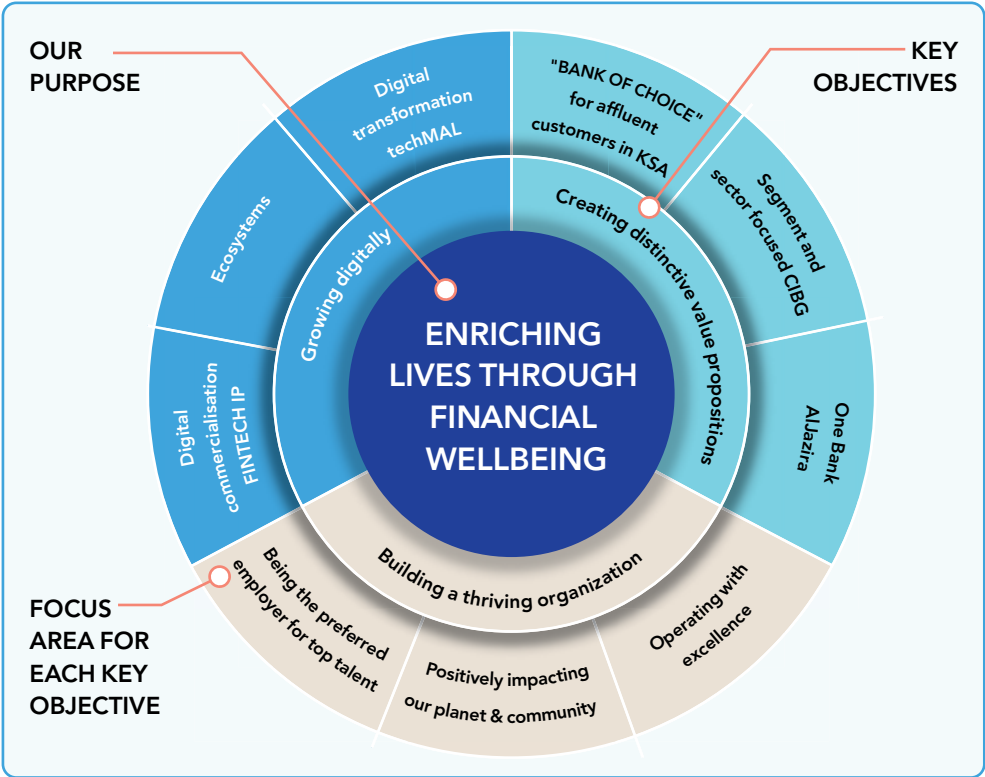 OUR
PURPOSE
KEY
OBJECTIVES
Digital
transformation
techMAL
"BANK OF CHOICE"
for affluent
customers in KSA
Segment and
sector focused CIBG
One Bank
AlJazira
Operating with
excellence
Positively impacting
our planet & community
Being the preferred
employer for top talent
Digital
commercialisation
FINTECH IP
Ecosystems
Growing digitally
Creating distinctive value propositions
Building a thriving organization
ENRICHING
LIVES THROUGH
FINANCIAL
WELLBEING
FOCUS
AREA FOR
EACH KEY
OBJECTIVE